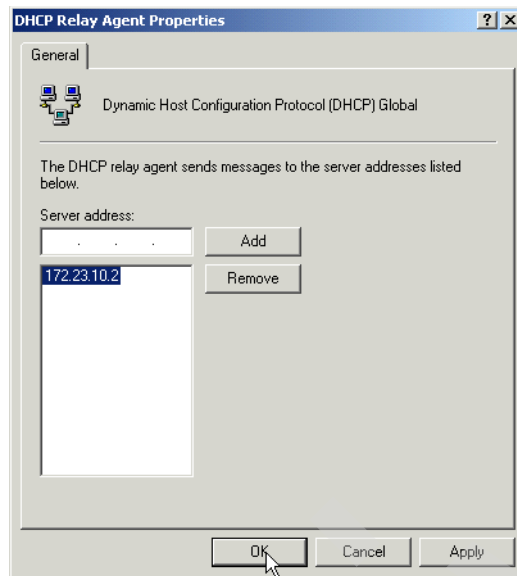 DHCP Relay Agent Properties
General
Dynamic Host Configuration Protocol (DHCP) Global
The DHCP relay agent sends messages to the server addresses listed
below.
Server address:
. . .
Add
172.23.10.2
Remove
OK
Cancel
Apply